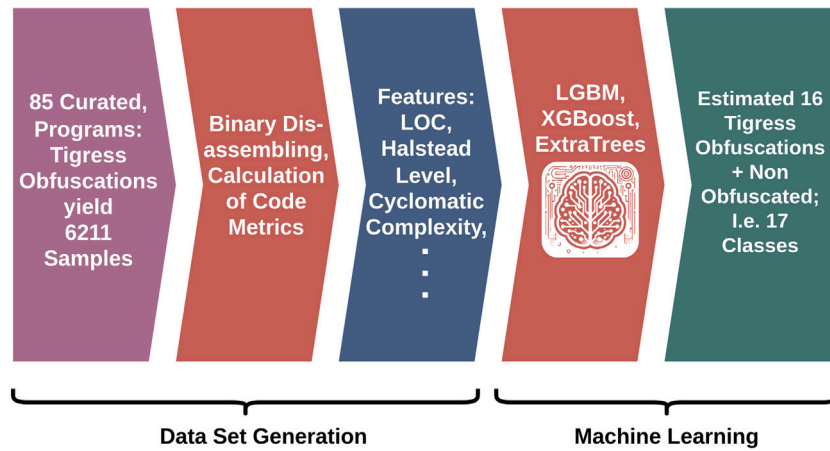 85 Curated,
Programs:
Tigress
Obfuscations
yield
6211
Samples
Binary Dis-
assembling,
Calculation
of Code
Metrics
Features:
LOC,
Halstead
Level,
Cyclomatic
Complexity,
.
.
.
LGBM,
XGBoost,
ExtraTrees
Estimated 16
Tigress
Obfuscations
+ Non
Obfuscated;
I.e. 17
Classes
Data Set Generation
Machine Learning